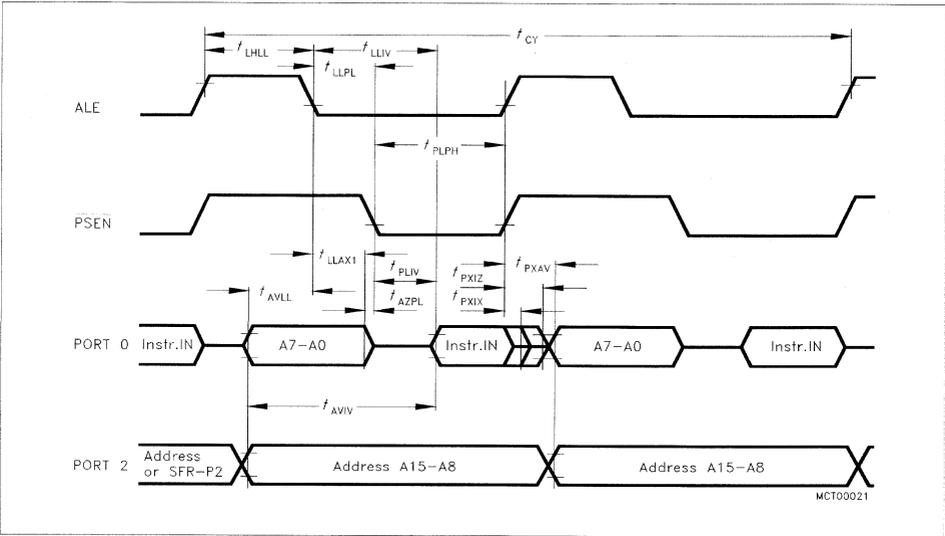 t CY
t LHLL
t LLIV
t LLPL
ALE
t PLPH
PSEN
t LLAX1
t PLIV
t PXIZ
t PXAV
t AVLL
t AZPL
t PXIX
PORT 0
Instr.IN
A7-A0
Instr.IN
A7-A0
Instr.IN
t AVIV
PORT 2
Address
or SFR-P2
Address A15-A8
Address A15-A8
MCT00021